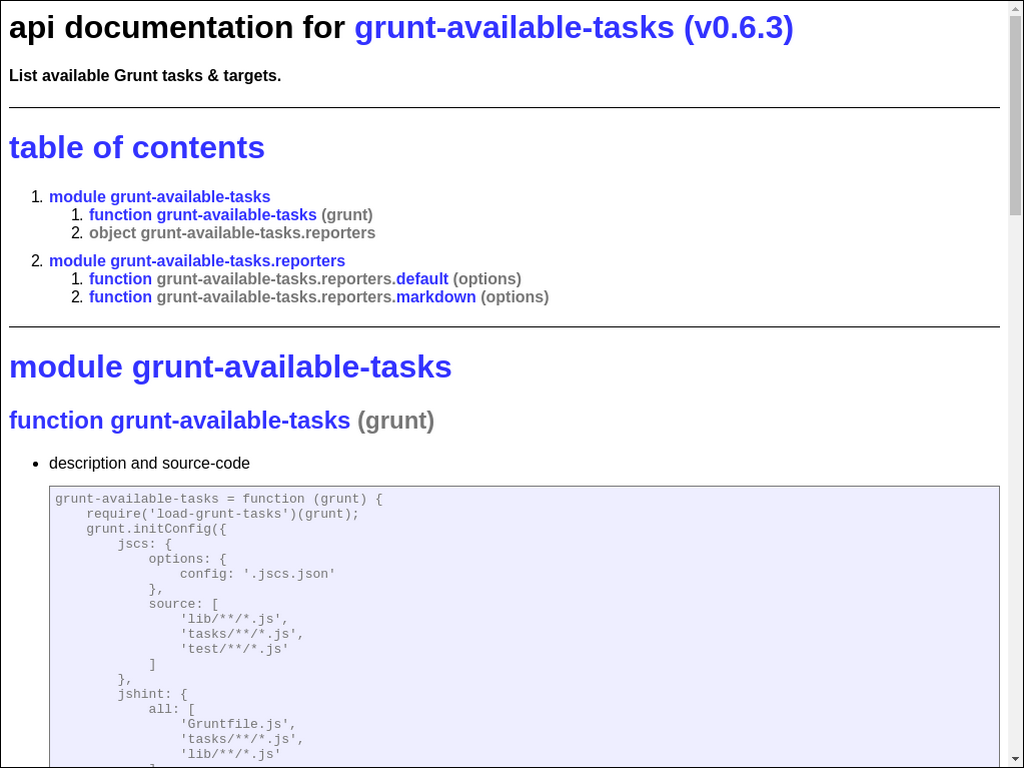 api documentation for grunt-available-tasks (v0.6.3)
List available Grunt tasks & targets.
table of contents
1. module grunt-available-tasks
1. function grunt-available-tasks (grunt)
2. object grunt-available-tasks.reporters
2. module grunt-available-tasks.reporters
1. function grunt-available-tasks.reporters.default (options)
2. function grunt-available-tasks.reporters.markdown (options)
module grunt-available-tasks
function grunt-available-tasks (grunt)
• description and source-code
grunt-available-tasks = function (grunt) {
    require('load-grunt-tasks')(grunt);
    grunt.initConfig({
        jscs: {
            options: {
                config: '.jscs.json'
            },
            source: [
                'lib/**/*.js',
                'tasks/**/*.js',
                'test/**/*.js'
            ]
        },
        jshint: {
            all: [
                'Gruntfile.js',
                'tasks/**/*.js',
                'lib/**/*.js'